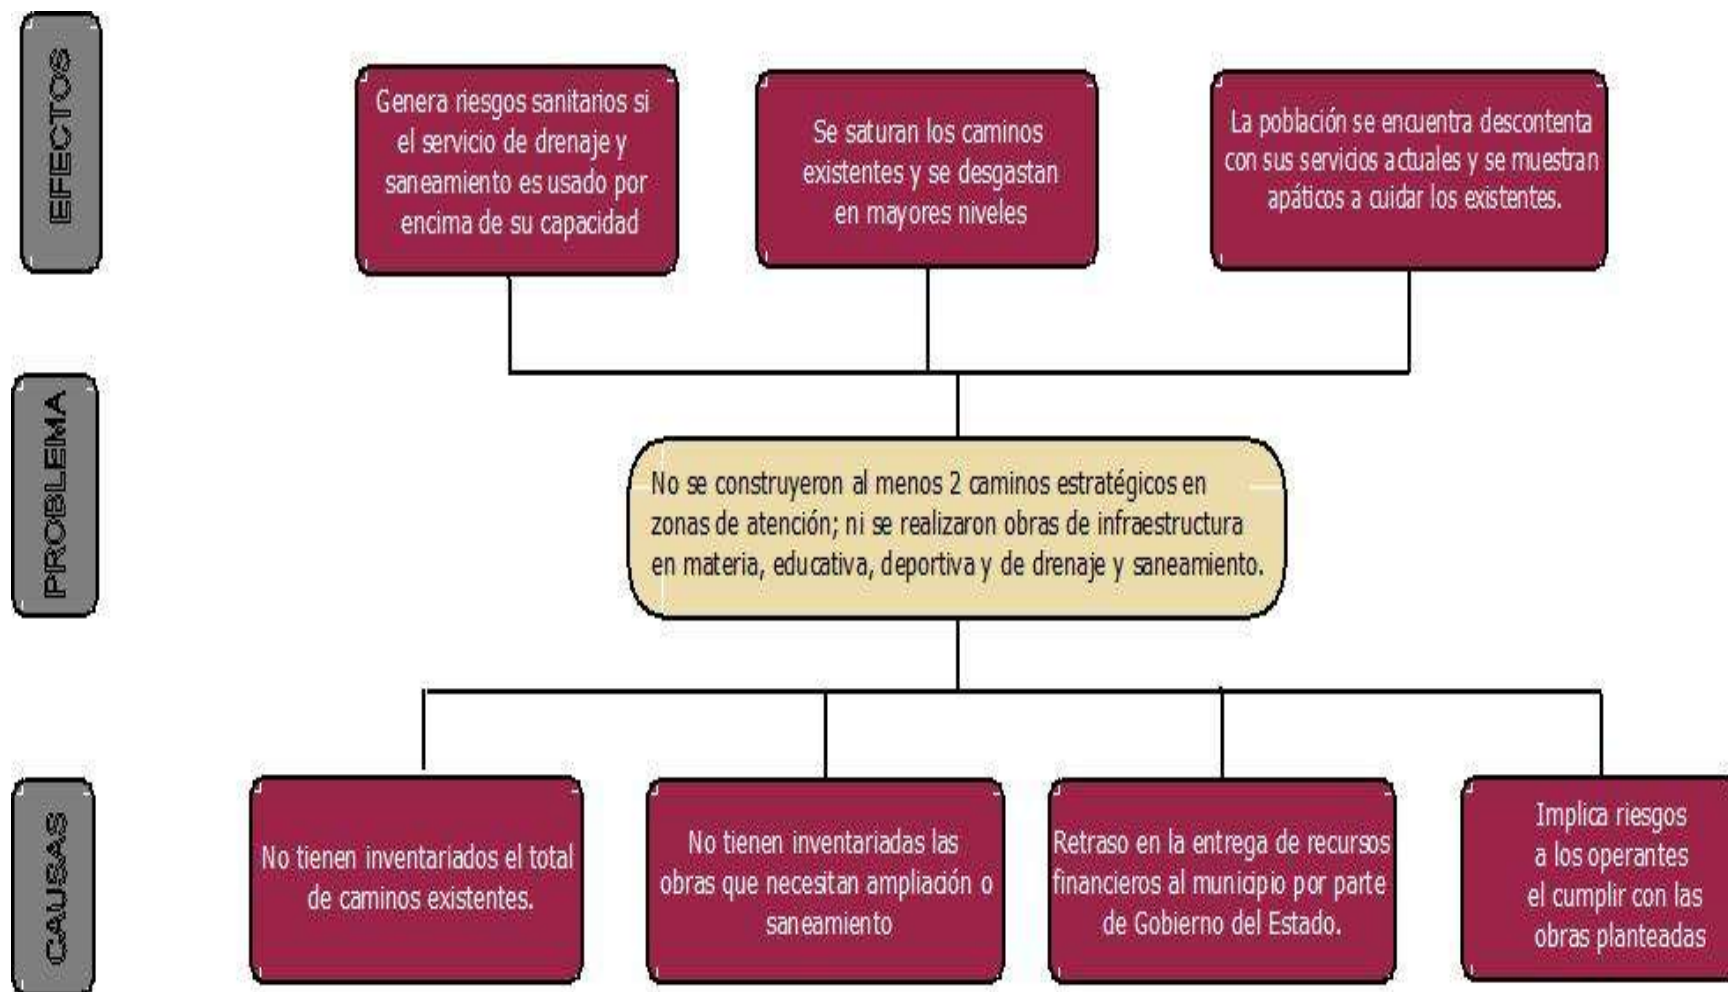 EFECTOS
Genera riesgos sanitarios si
el servicio de drenaje y
saneamiento es usado por
encima de su capacidad
Se saturan los caminos
existentes y se desgastan
en mayores niveles
La población se encuentra descontenta
con sus servicios actuales y se muestran
apáticos a cuidar los existentes.
PROBLEMA
No se construyeron al menos 2 caminos estratégicos en
zonas de atención; ni se realizaron obras de infraestructura
en materia, educativa, deportiva y de drenaje y saneamiento.
CAUSAS
No tienen inventariados el total
de caminos existentes.
No tienen inventariadas las
obras que necesitan ampliación o
saneamiento
Retraso en la entrega de recursos
financieros al municipio por parte
de Gobierno del Estado.
Implica riesgos
a los operantes
el cumplir con las
obras planteadas